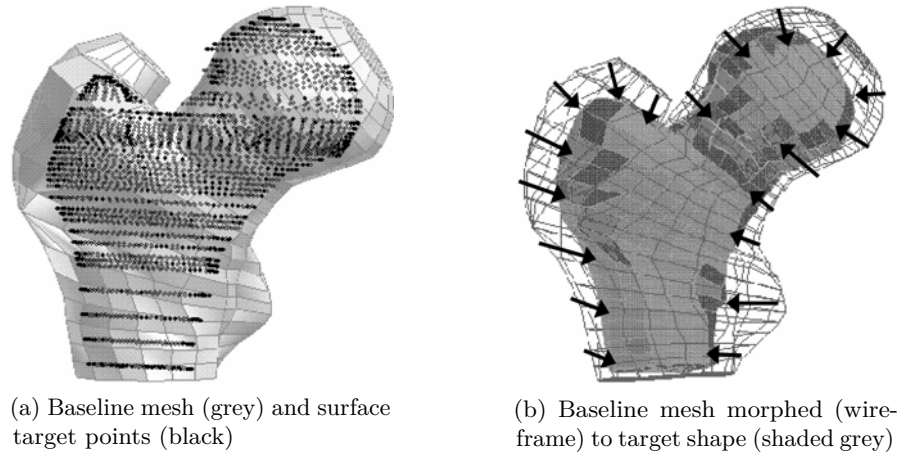 (a) Baseline mesh (grey) and surface
target points (black)
(b) Baseline mesh morphed (wire-
frame) to target shape (shaded grey)